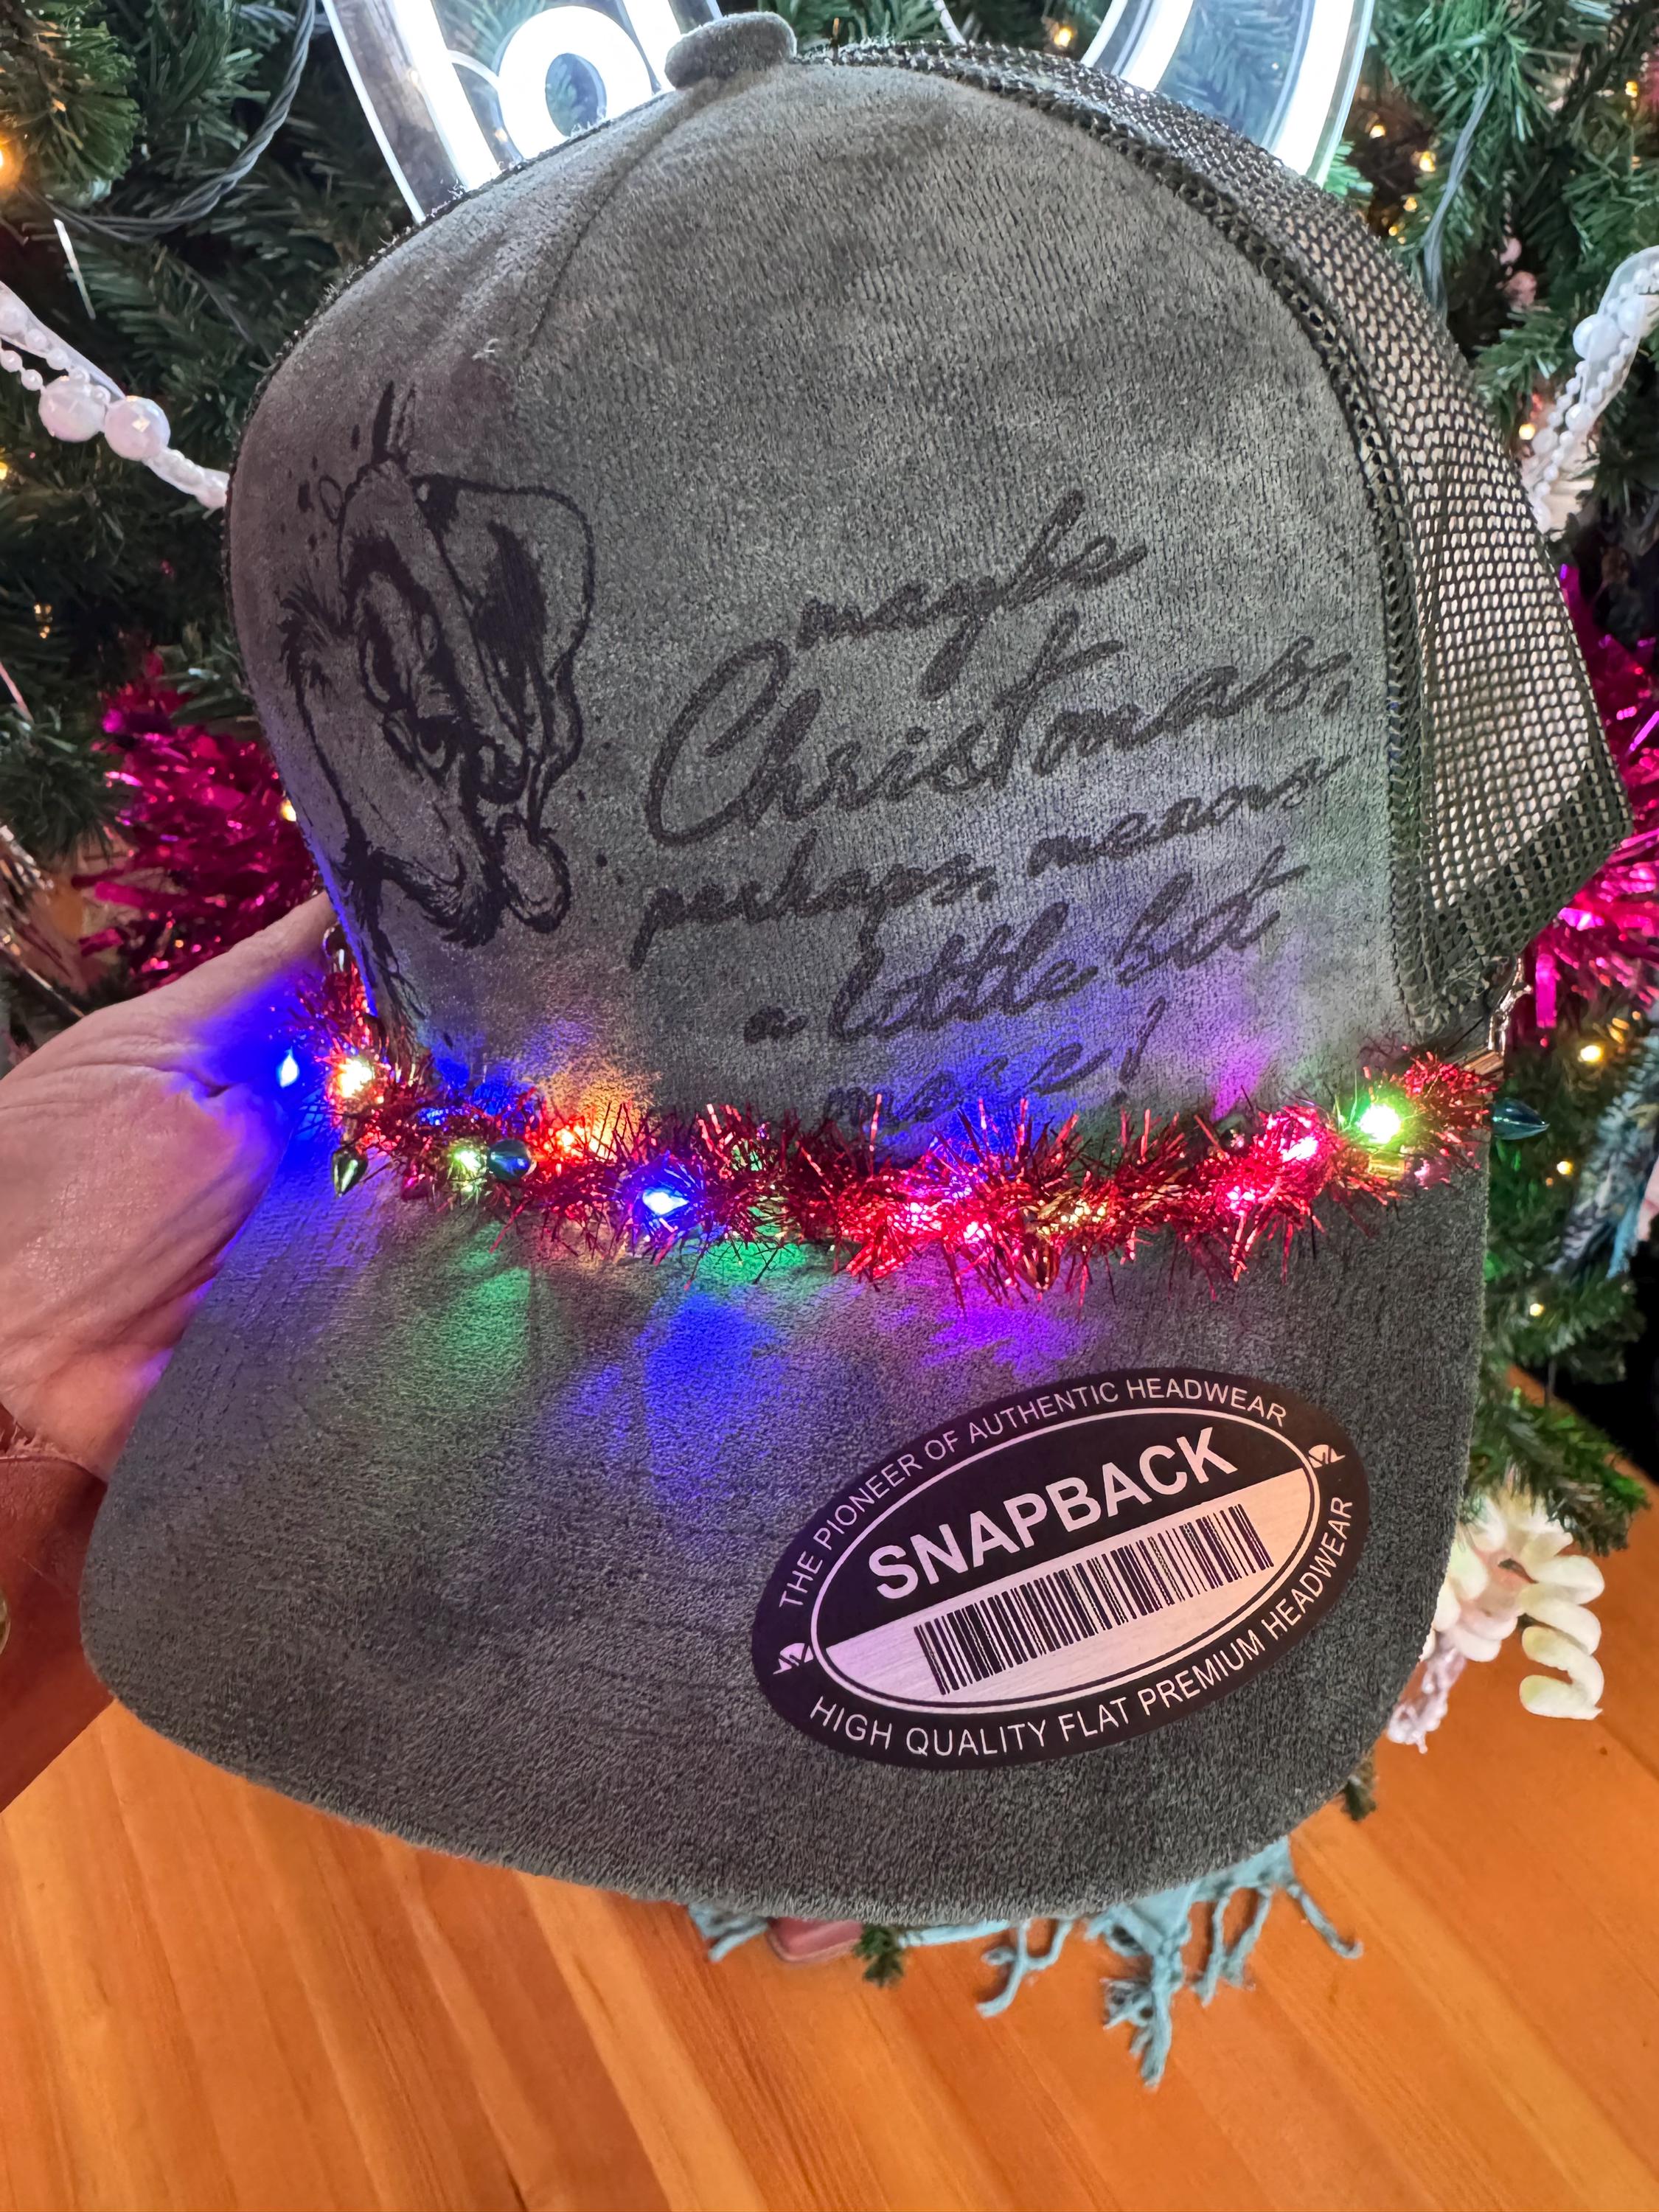 maybe
Christmas,
perhaps, means
a little bit
more!
THE PIONEER OF AUTHENTIC HEADWEAR
SNAPBACK
HIGH QUALITY FLAT PREMIUM HEADWEAR